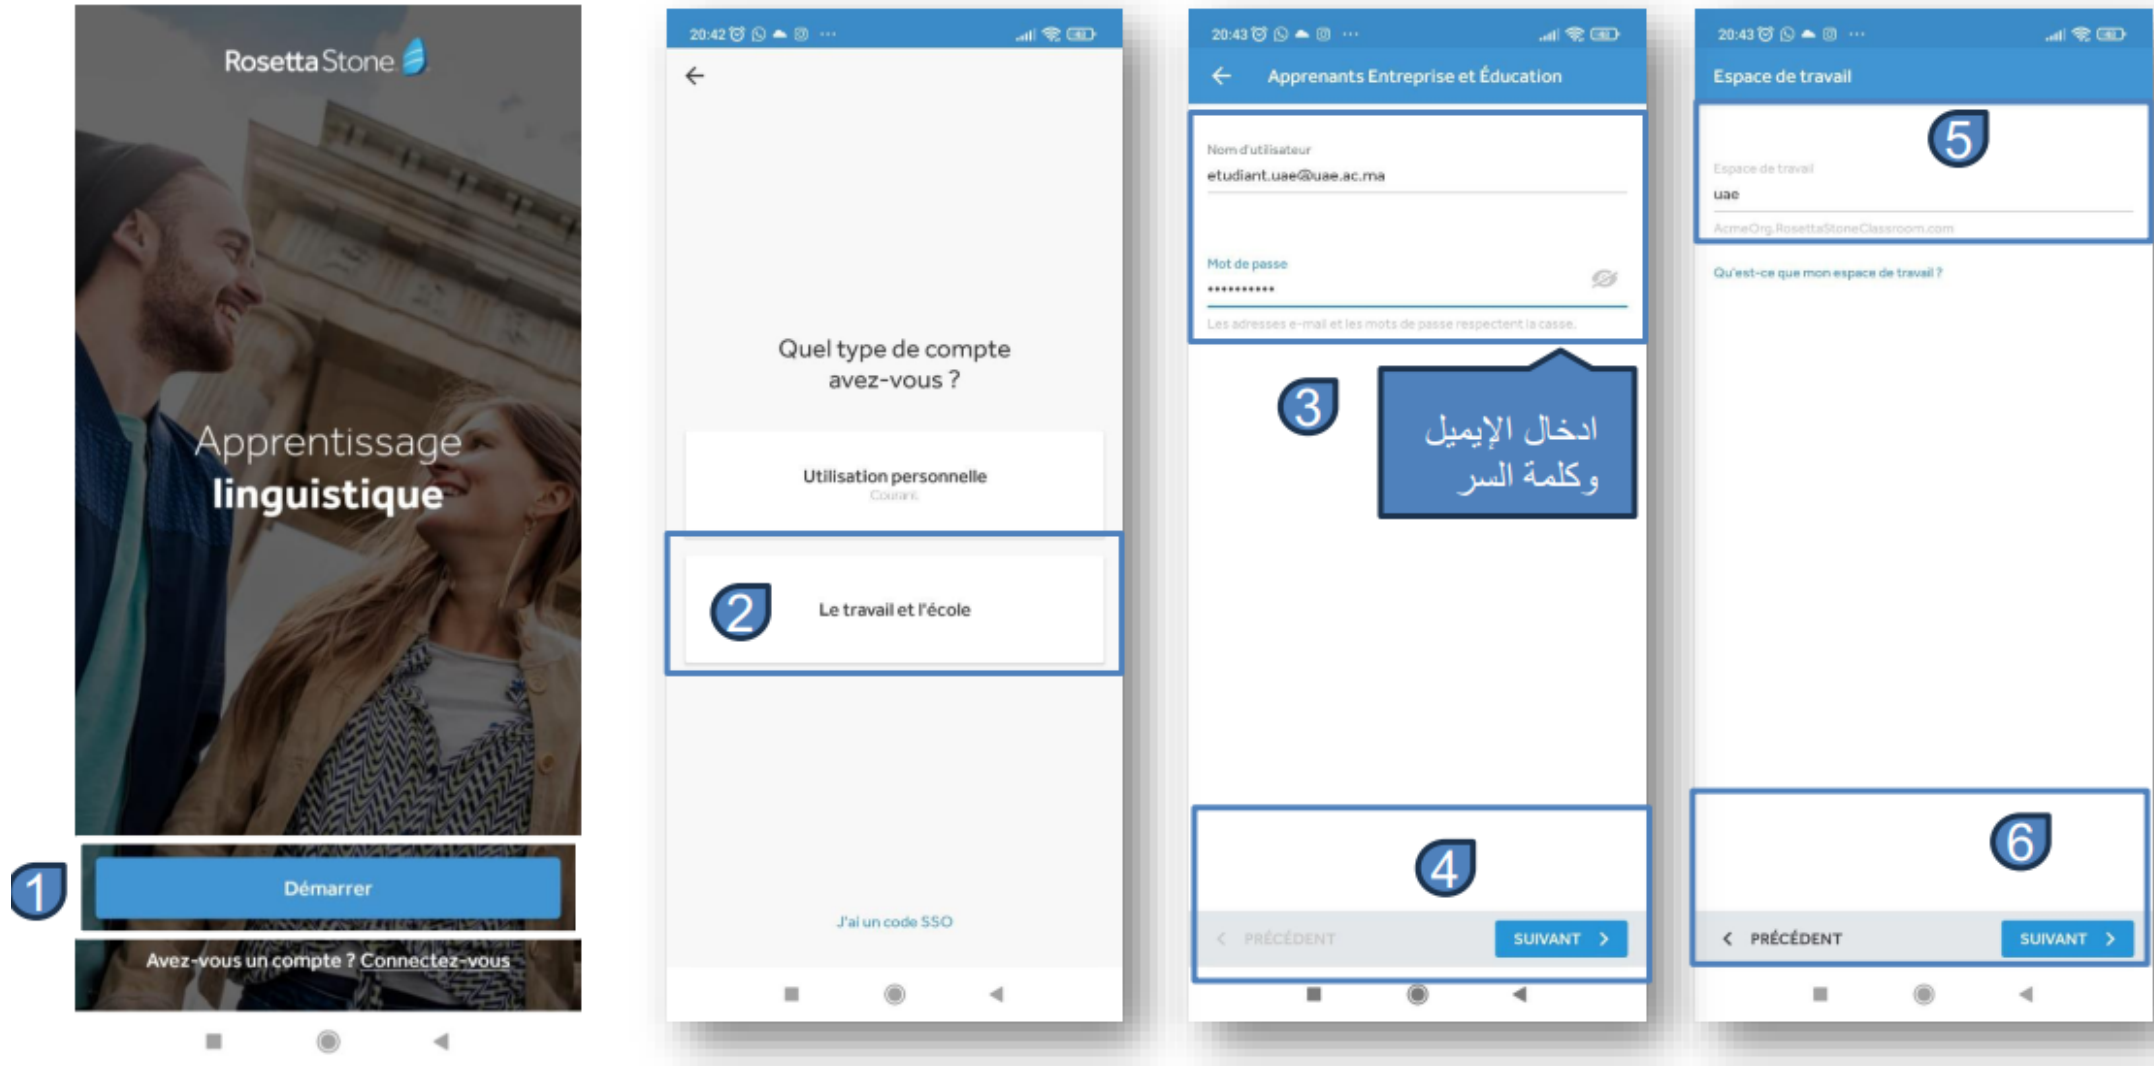 Rosetta Stone
Apprentissage
linguistique
1
Démarrer
Avez-vous un compte ? Connectez-vous
20:42
Quel type de compte
avez-vous ?
Utilisation personnelle
Courant
2
Le travail et l'école
J'ai un code SSO
20:43
Apprenants Entreprise et Éducation
Nom d'utilisateur
etudiant.uae@uae.ac.ma
Mot de passe
••••••••••
Les adresses e-mail et les mots de passe respectent la casse.
3
ادخال الإيميل
وكلمة السر
4
PRÉCÉDENT
SUIVANT
20:43
Espace de travail
5
Espace de travail
uae
AcmeOrg.RosettaStoneClassroom.com
Qu'est-ce que mon espace de travail ?
6
PRÉCÉDENT
SUIVANT